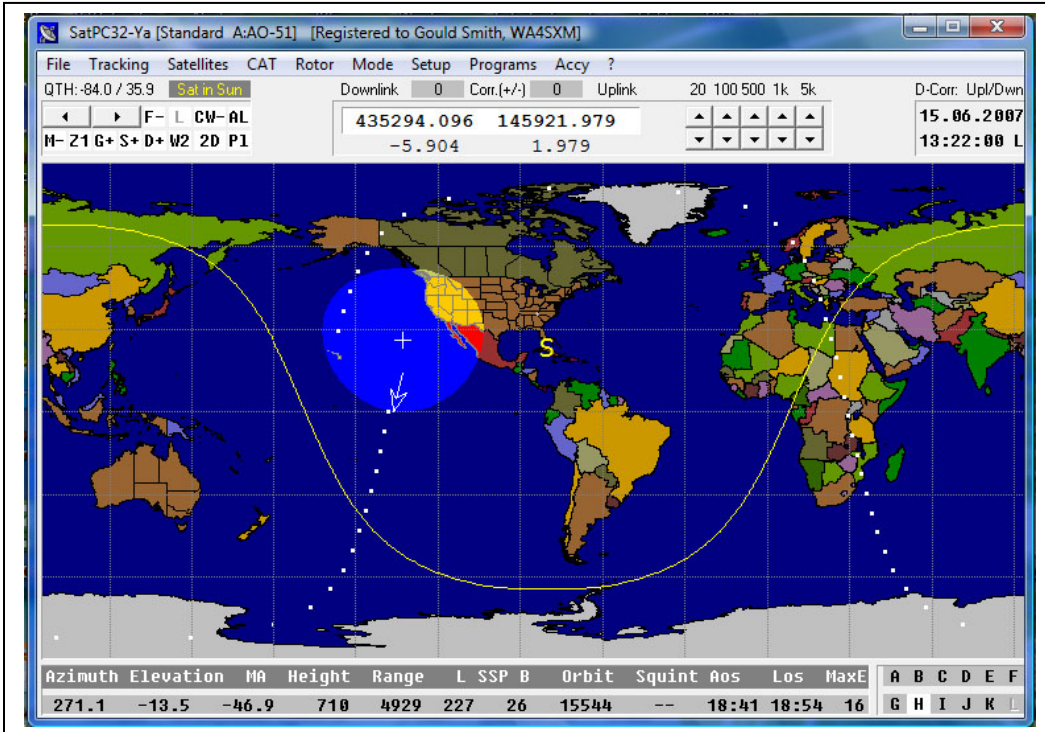 SatPC32-Ya [Standard A:AO-51] [Registered to Gould Smith, WA4SXM]
File Tracking Satellites CAT Rotor Mode Setup Programs Accy ?
QTH:-84.0 / 35.9 Sat in Sun Downlink 0 Corr.(+/-) 0 Uplink 20 100 500 1k 5k D-Corr: Upl/Dwn
F- L CW- AL 435294.096 145921.979 15.06.2007
M- Z1 G+ S+ D+ W2 2D P1 -5.904 1.979 13:22:00 L
S
Azimuth Elevation MA Height Range L SSP B Orbit Squint Aos Los MaxE A B C D E F
271.1 -13.5 -46.9 710 4929 227 26 15544 -- 18:41 18:54 16 G H I J K L